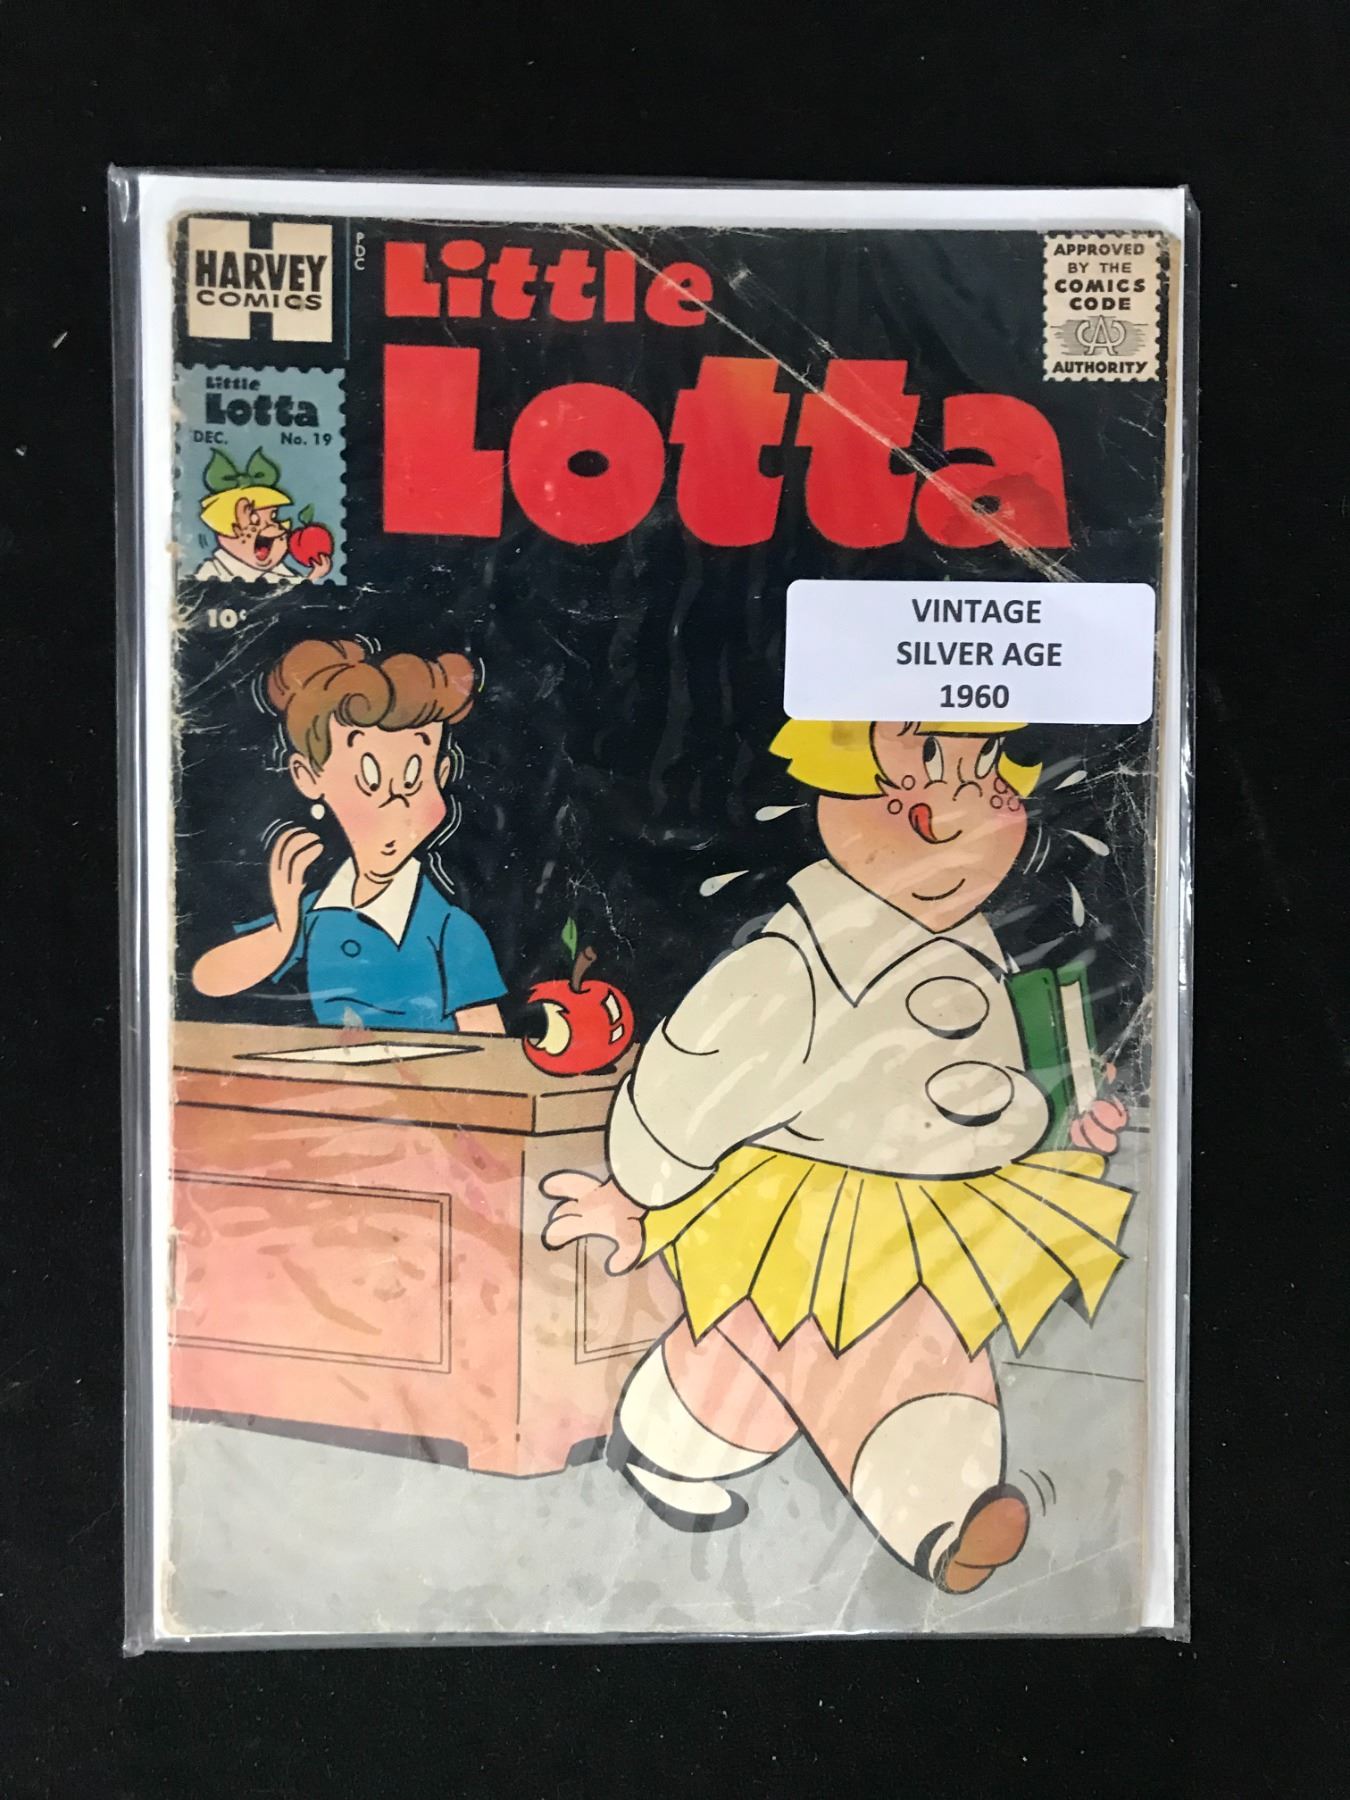 HARVEY
COMICS
PDC
Little
Lotta
APPROVED
BY THE
COMICS
CODE
CA
AUTHORITY
Little
Lotta
DEC. No. 19
10¢
VINTAGE
SILVER AGE
1960